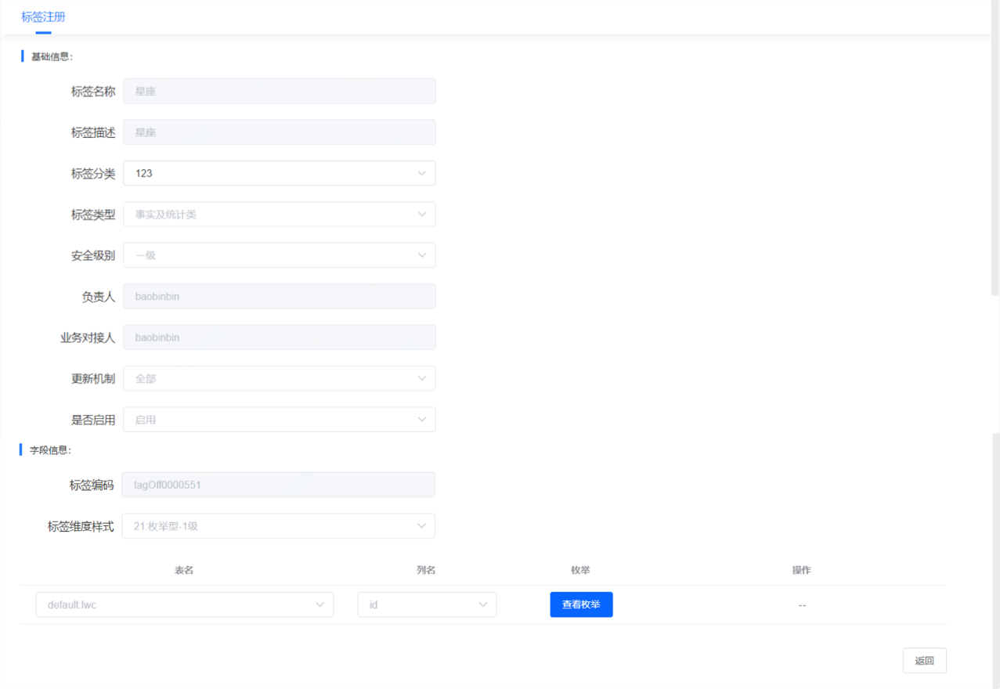 标签注册
基础信息：
标签名称 星座
标签描述 星座
标签分类 123
标签类型 事实及统计类
安全级别 一级
负责人 baobinbin
业务对接人 baobinbin
更新机制 全部
是否启用 启用
字段信息：
标签编码 tagOff0000551
标签维度样式 21:枚举型-1级
表名 列名 枚举 操作
default.lwc id 查看枚举 --
返回